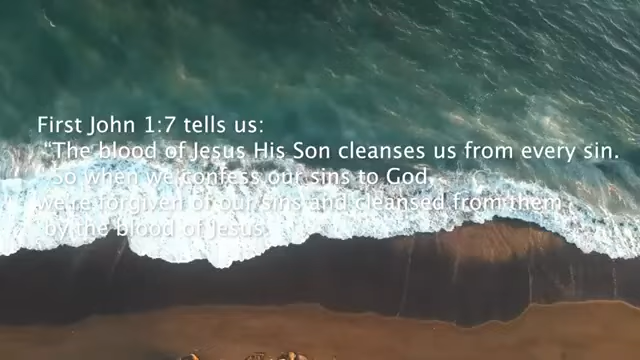 First John 1:7 tells us:
"The blood of Jesus His Son cleanses us from every sin.
So when we confess our sins to God,
we're forgiven of our sins and cleansed from them
by the blood of Jesus.